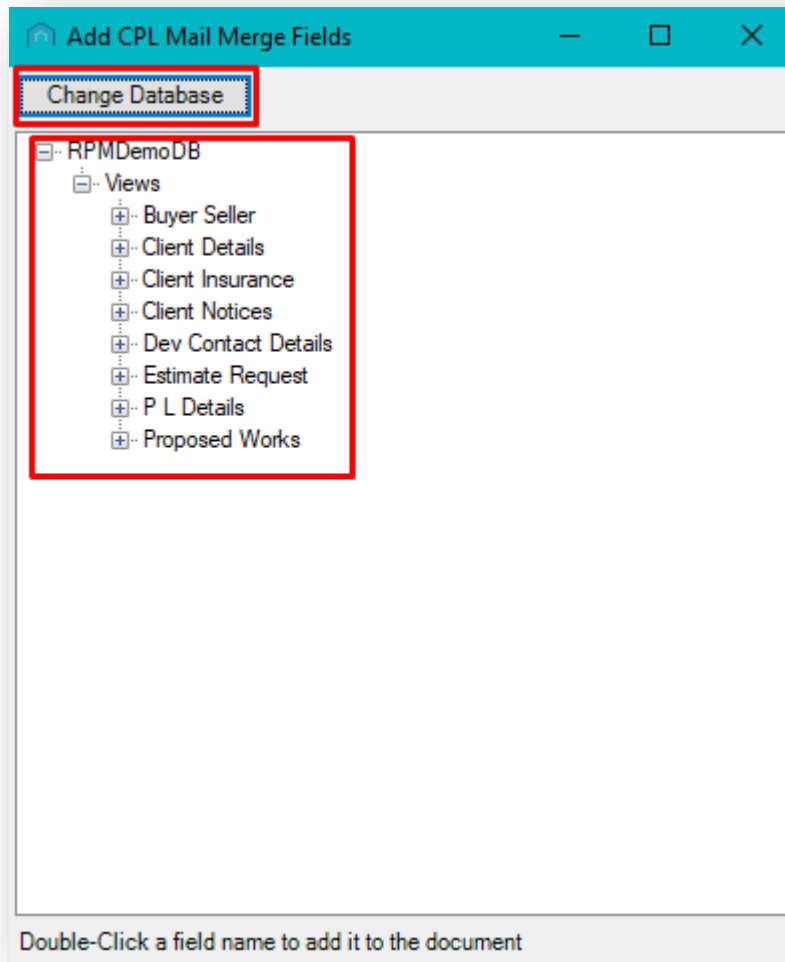 Add CPL Mail Merge Fields
Change Database
RPMDemoDB
Views
Buyer Seller
Client Details
Client Insurance
Client Notices
Dev Contact Details
Estimate Request
P L Details
Proposed Works
Double-Click a field name to add it to the document